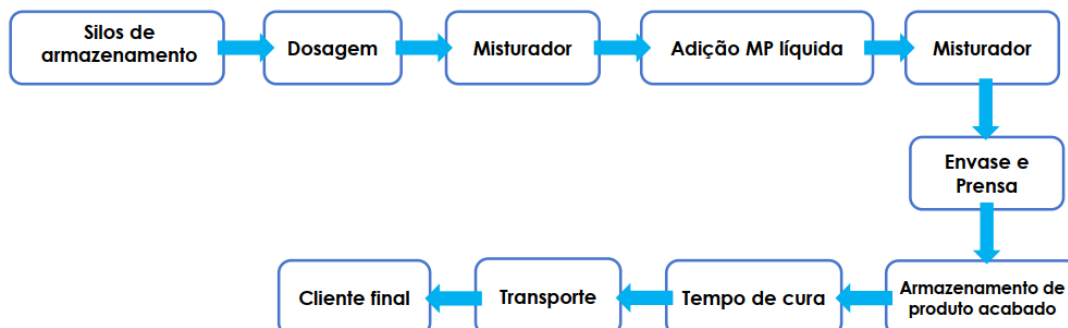 Silos de
armazenamento
Dosagem
Misturador
Adição MP líquida
Misturador
Envase e
Prensa
Armazenamento de
produto acabado
Tempo de cura
Transporte
Cliente final